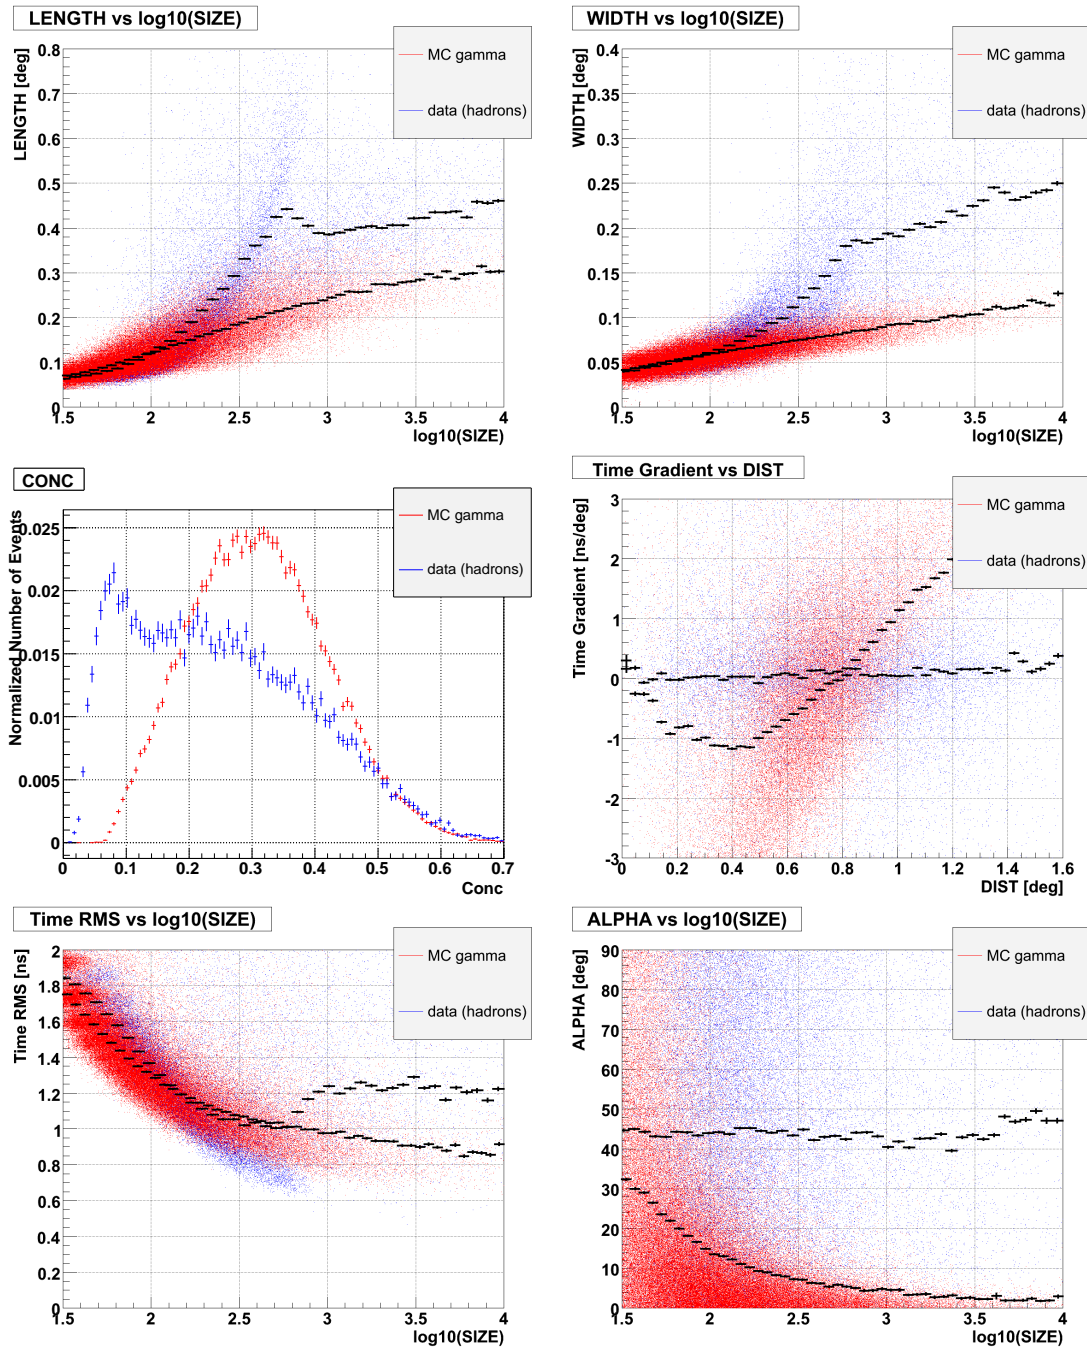 LENGTH vs log10(SIZE)
LENGTH [deg]
0.8
0.7
0.6
0.5
0.4
0.3
0.2
0.1
0
1.5 2 2.5 3 3.5 4
log10(SIZE)
MC gamma
data (hadrons)
WIDTH vs log10(SIZE)
WIDTH [deg]
0.4
0.35
0.3
0.25
0.2
0.15
0.1
0.05
0
1.5 2 2.5 3 3.5 4
log10(SIZE)
MC gamma
data (hadrons)
CONC
Normalized Number of Events
0.025
0.02
0.015
0.01
0.005
0
0 0.1 0.2 0.3 0.4 0.5 0.6 0.7
Conc
MC gamma
data (hadrons)
Time Gradient vs DIST
Time Gradient [ns/deg]
3
2
1
0
-1
-2
-3
0 0.2 0.4 0.6 0.8 1 1.2 1.4 1.6
DIST [deg]
MC gamma
data (hadrons)
Time RMS vs log10(SIZE)
Time RMS [ns]
2
1.8
1.6
1.4
1.2
1
0.8
0.6
0.4
0.2
0
1.5 2 2.5 3 3.5 4
log10(SIZE)
MC gamma
data (hadrons)
ALPHA vs log10(SIZE)
ALPHA [deg]
90
80
70
60
50
40
30
20
10
0
1.5 2 2.5 3 3.5 4
log10(SIZE)
MC gamma
data (hadrons)